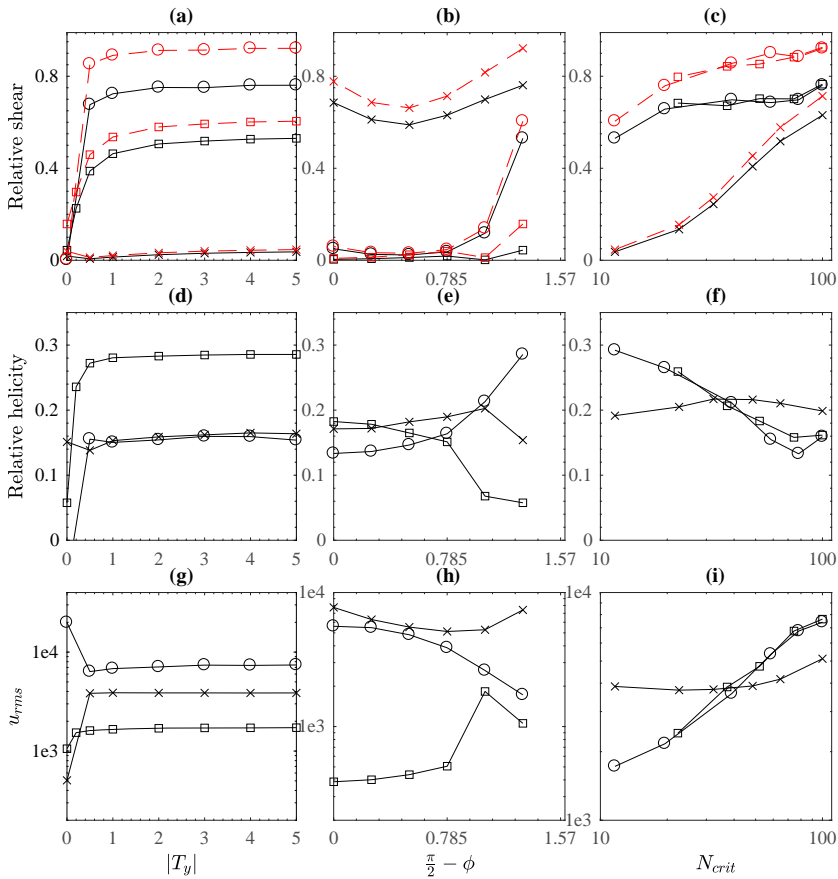 (a) (b) (c)
Relative shear
0.8
0.4
0
0 1 2 3 4 5
0.8
0.4
0
0 0.785 1.57
0.8
0.4
0
10 100
(d) (e) (f)
Relative helicity
0.3
0.2
0.1
0
0 1 2 3 4 5
0.3
0.2
0.1
0
0 0.785 1.57
0.3
0.2
0.1
0
10 100
(g) (h) (i)
u_{rms}
1e4
1e3
0 1 2 3 4 5
|T_y|
1e4
1e3
0 0.785 1.57
π/2 − ϕ
1e4
1e3
10 100
N_{crit}